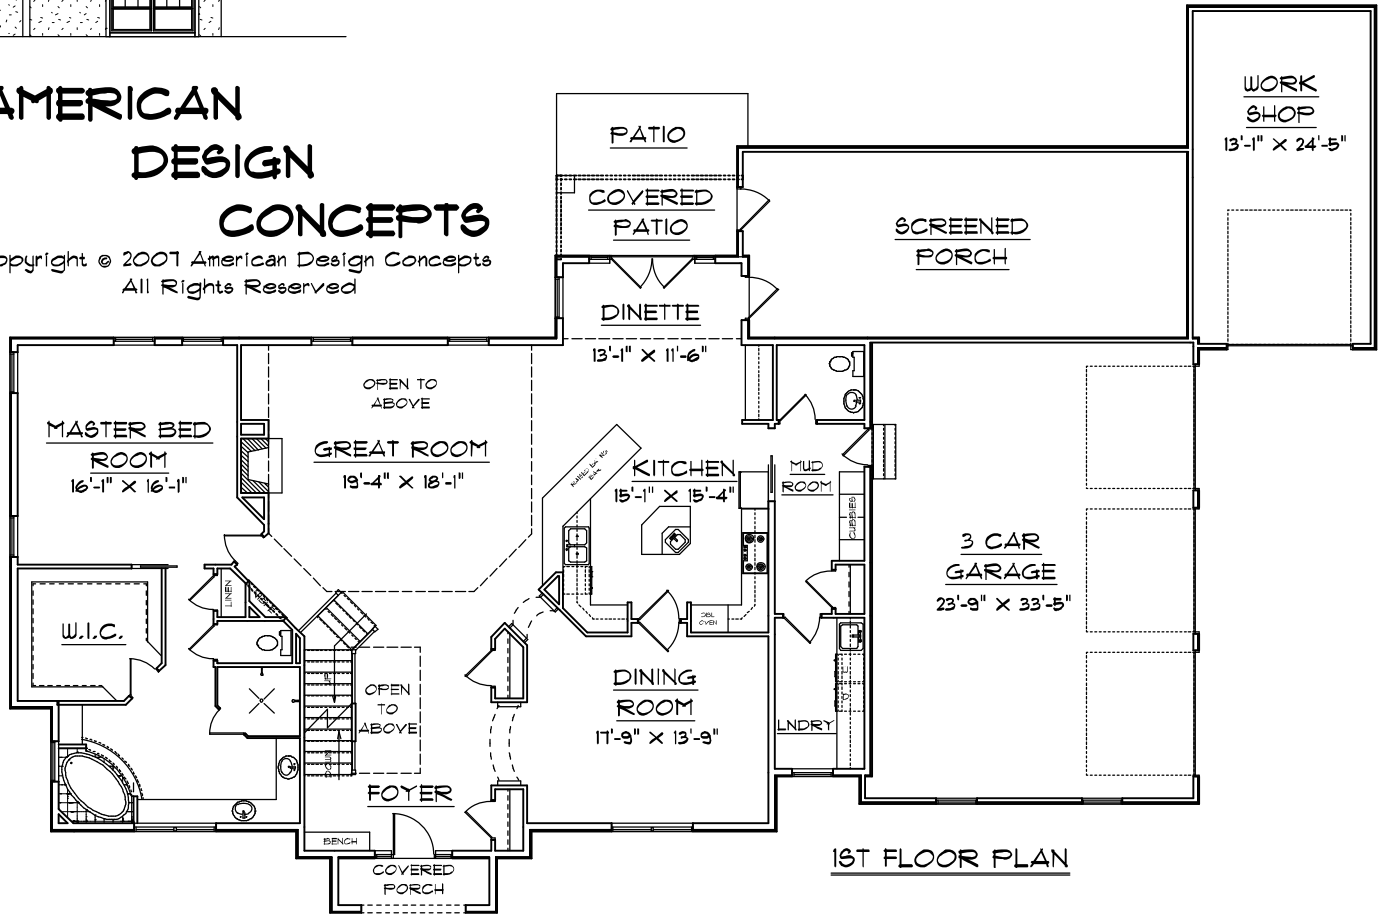 AMERICAN
DESIGN
CONCEPTS
opyright © 2007 American Design Concepts
All Rights Reserved
WORK
SHOP
13'-1" X 24'-5"
PATIO
COVERED
PATIO
SCREENED
PORCH
DINETTE
13'-1" X 11'-6"
OPEN TO
ABOVE
MASTER BED
ROOM
16'-1" X 16'-1"
GREAT ROOM
19'-4" X 18'-1"
KITCHEN
15'-1" X 15'-4"
MUD
ROOM
CUBBIES
3 CAR
GARAGE
23'-9" X 33'-5"
LINEN
W.I.C.
DBL
OVEN
UP
OPEN
TO
ABOVE
DOWN
DINING
ROOM
17'-9" X 13'-9"
LNDRY
FOYER
BENCH
COVERED
PORCH
1ST FLOOR PLAN